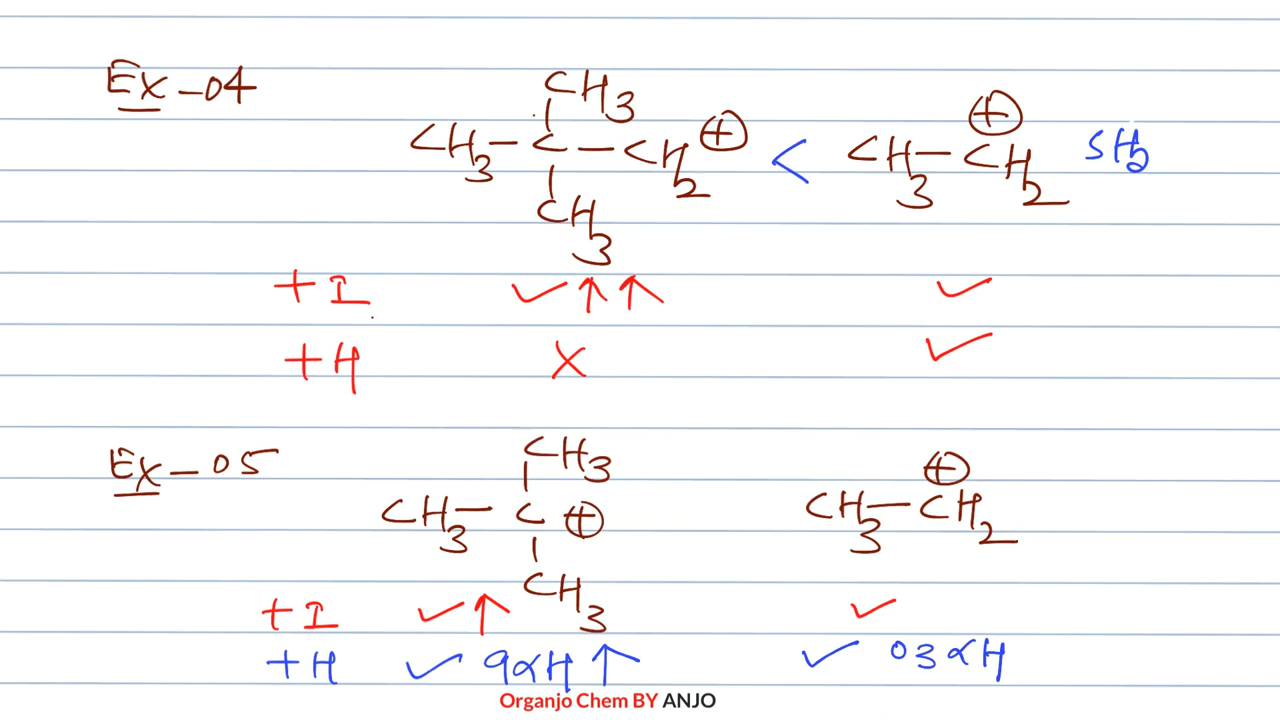 Ex-04
CH3
CH3-C-CH2 ⊕ < CH3-CH2 ⊕ SH2
CH3
+I ✓↑↑ ✓
+H X ✓
Ex-05
CH3
CH3-C ⊕ CH3-CH2 ⊕
CH3
+I ✓↑ ✓
+H ✓ 9αH ↑ ✓ 03αH
Organjo Chem BY ANJO